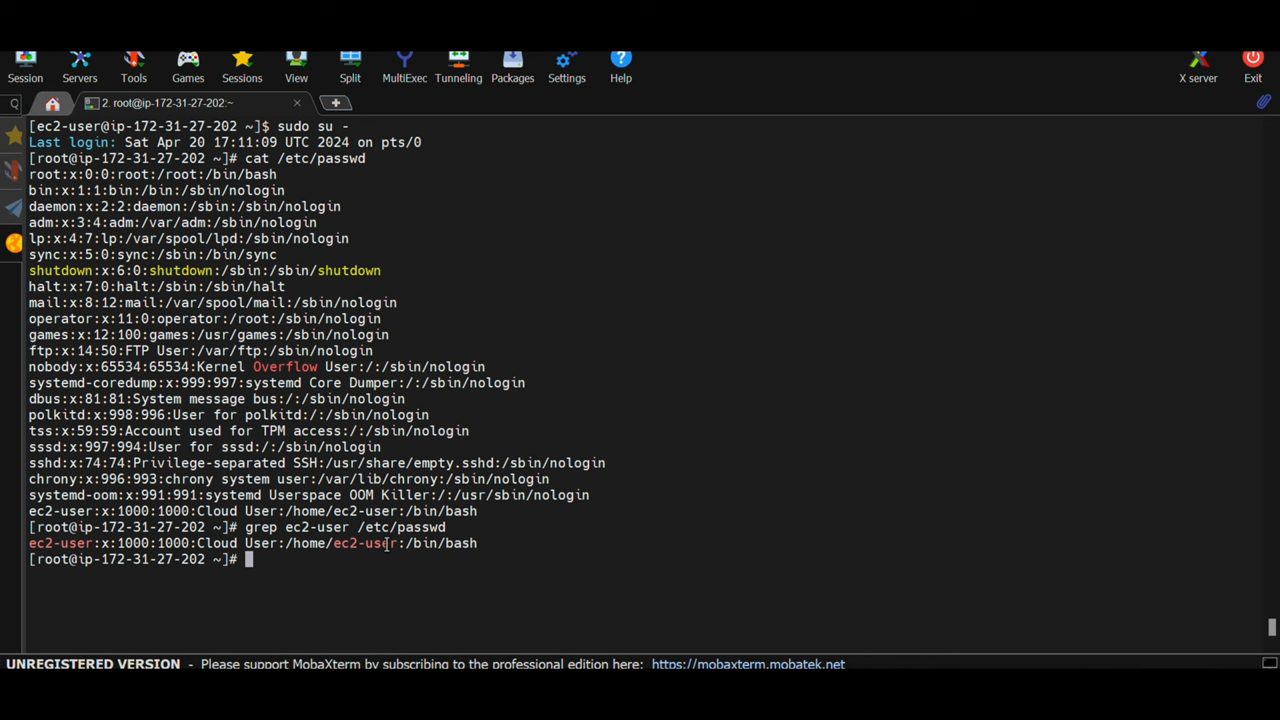 Session Servers Tools Games Sessions View Split MultiExec Tunneling Packages Settings Help X server Exit
2. root@ip-172-31-27-202:~
[ec2-user@ip-172-31-27-202 ~]$ sudo su -
Last login: Sat Apr 20 17:11:09 UTC 2024 on pts/0
[root@ip-172-31-27-202 ~]# cat /etc/passwd
root:x:0:0:root:/root:/bin/bash
bin:x:1:1:bin:/bin:/sbin/nologin
daemon:x:2:2:daemon:/sbin:/sbin/nologin
adm:x:3:4:adm:/var/adm:/sbin/nologin
lp:x:4:7:lp:/var/spool/lpd:/sbin/nologin
sync:x:5:0:sync:/sbin:/bin/sync
shutdown:x:6:0:shutdown:/sbin:/sbin/shutdown
halt:x:7:0:halt:/sbin:/sbin/halt
mail:x:8:12:mail:/var/spool/mail:/sbin/nologin
operator:x:11:0:operator:/root:/sbin/nologin
games:x:12:100:games:/usr/games:/sbin/nologin
ftp:x:14:50:FTP User:/var/ftp:/sbin/nologin
nobody:x:65534:65534:Kernel Overflow User:/:/sbin/nologin
systemd-coredump:x:999:997:systemd Core Dumper:/:/sbin/nologin
dbus:x:81:81:System message bus:/:/sbin/nologin
polkitd:x:998:996:User for polkitd:/:/sbin/nologin
tss:x:59:59:Account used for TPM access:/:/sbin/nologin
sssd:x:997:994:User for sssd:/:/sbin/nologin
sshd:x:74:74:Privilege-separated SSH:/usr/share/empty.sshd:/sbin/nologin
chrony:x:996:993:chrony system user:/var/lib/chrony:/sbin/nologin
systemd-oom:x:991:991:systemd Userspace OOM Killer:/:/usr/sbin/nologin
ec2-user:x:1000:1000:Cloud User:/home/ec2-user:/bin/bash
[root@ip-172-31-27-202 ~]# grep ec2-user /etc/passwd
ec2-user:x:1000:1000:Cloud User:/home/ec2-user:/bin/bash
[root@ip-172-31-27-202 ~]#
UNREGISTERED VERSION - Please support MobaXterm by subscribing to the professional edition here: https://mobaxterm.mobatek.net